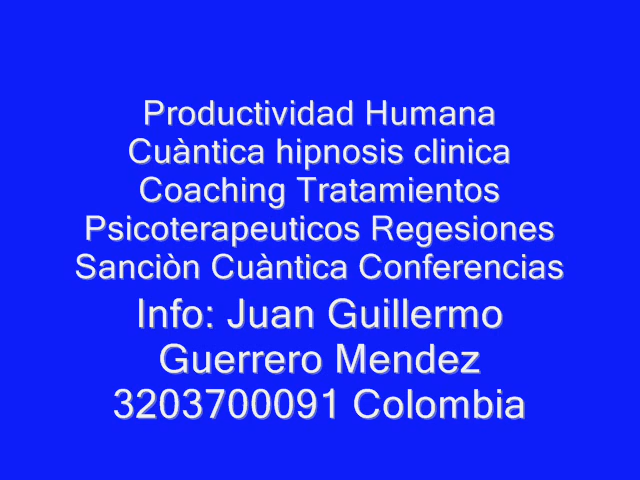 Productividad Humana
Cuàntica hipnosis clinica
Coaching Tratamientos
Psicoterapeuticos Regesiones
Sanciòn Cuàntica Conferencias
Info: Juan Guillermo
Guerrero Mendez
3203700091 Colombia